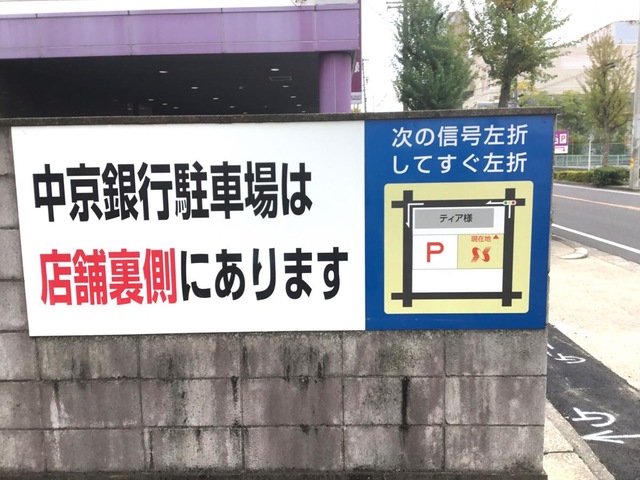 中京銀行駐車場は
店舗裏側にあります
次の信号左折
してすぐ左折
ティア様
P
現在地